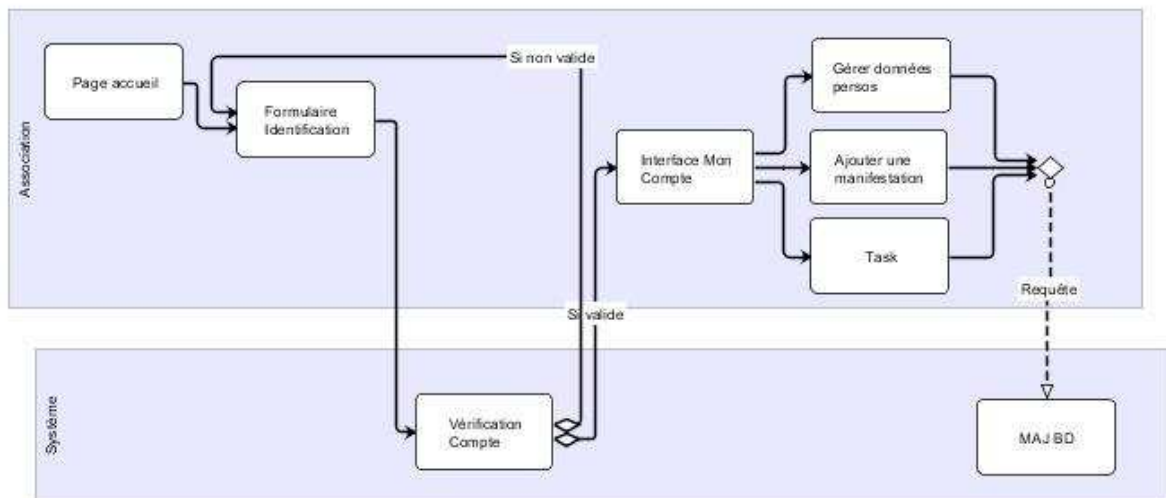 Association
Page accueil
Formulaire
Identification
Si non valide
Interface Mon
Compte
Gérer données
persos
Ajouter une
manifestation
Task
Requête
Si valide
Système
Vérification
Compte
MAJ BD